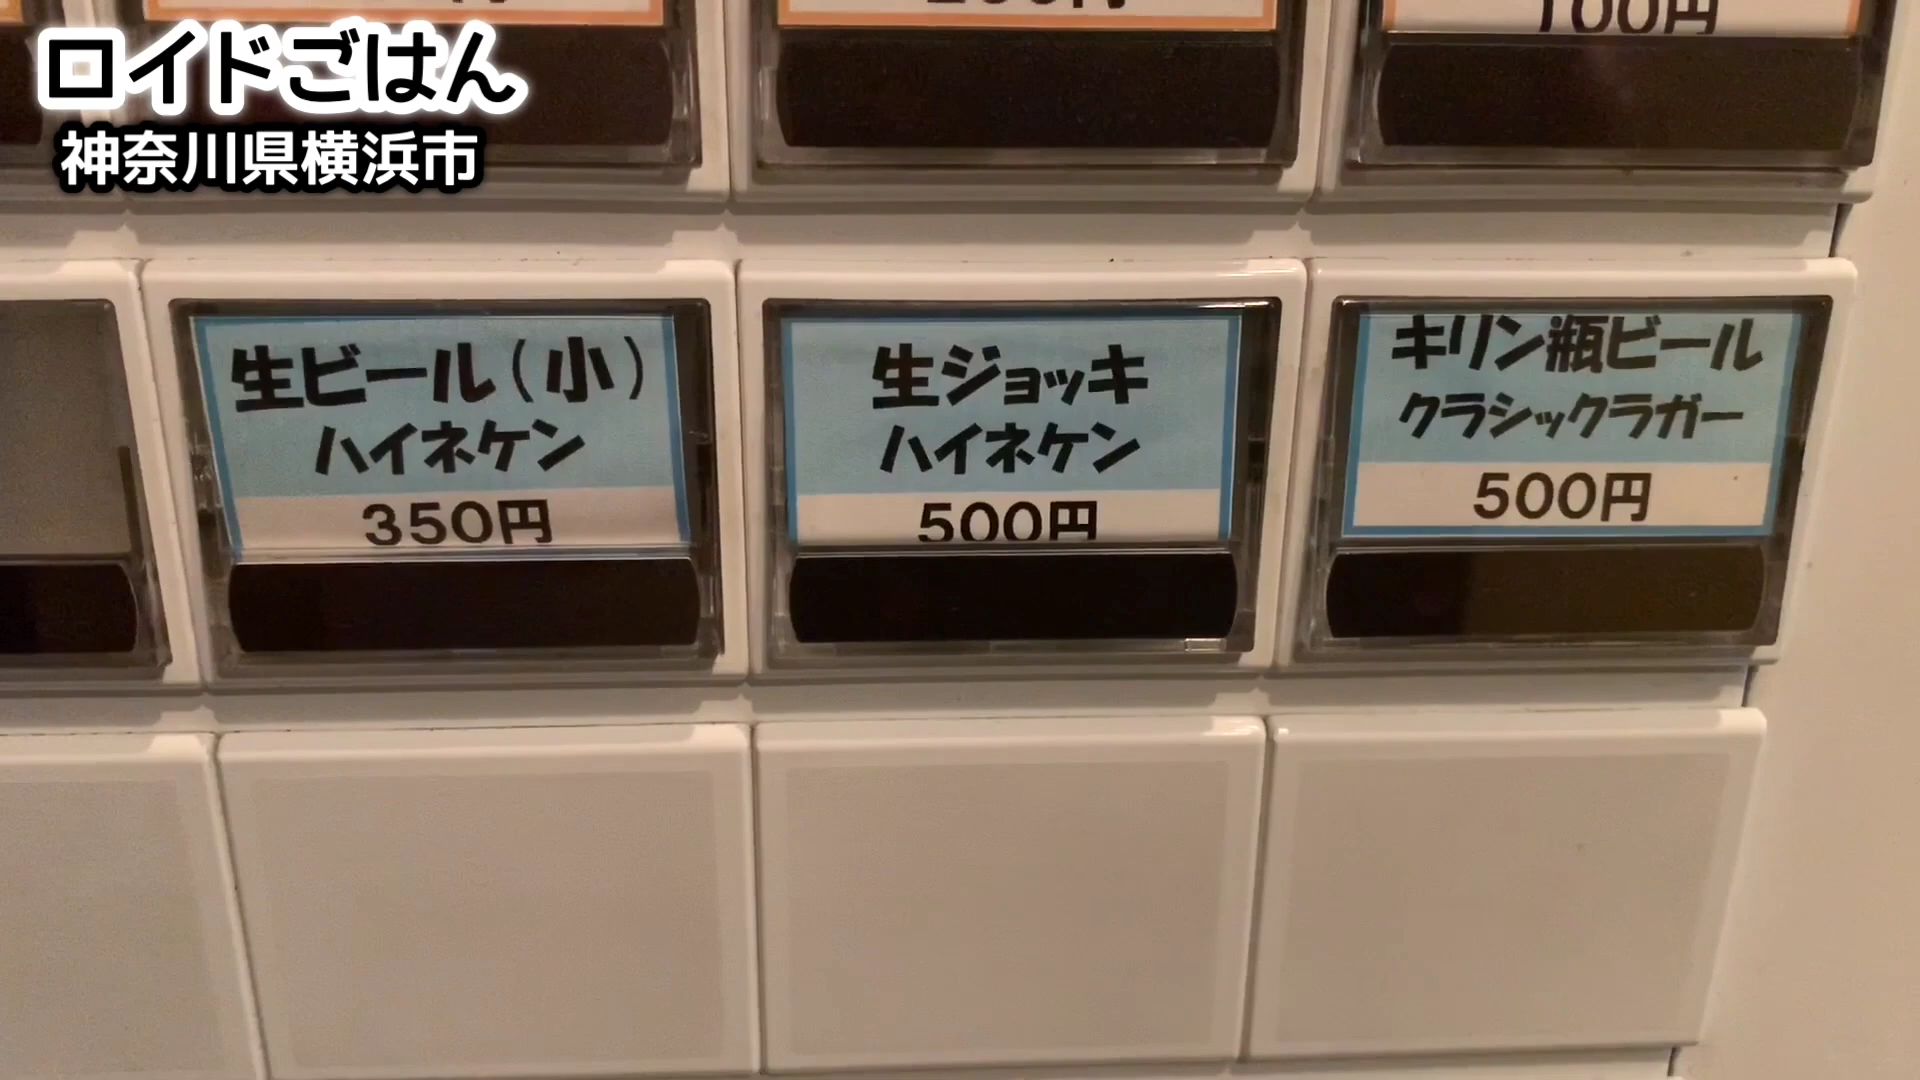 ロイドごはん
神奈川県横浜市
100円
生ビール(小)
ハイネケン
350円
生ジョッキ
ハイネケン
500円
キリン瓶ビール
クラシックラガー
500円